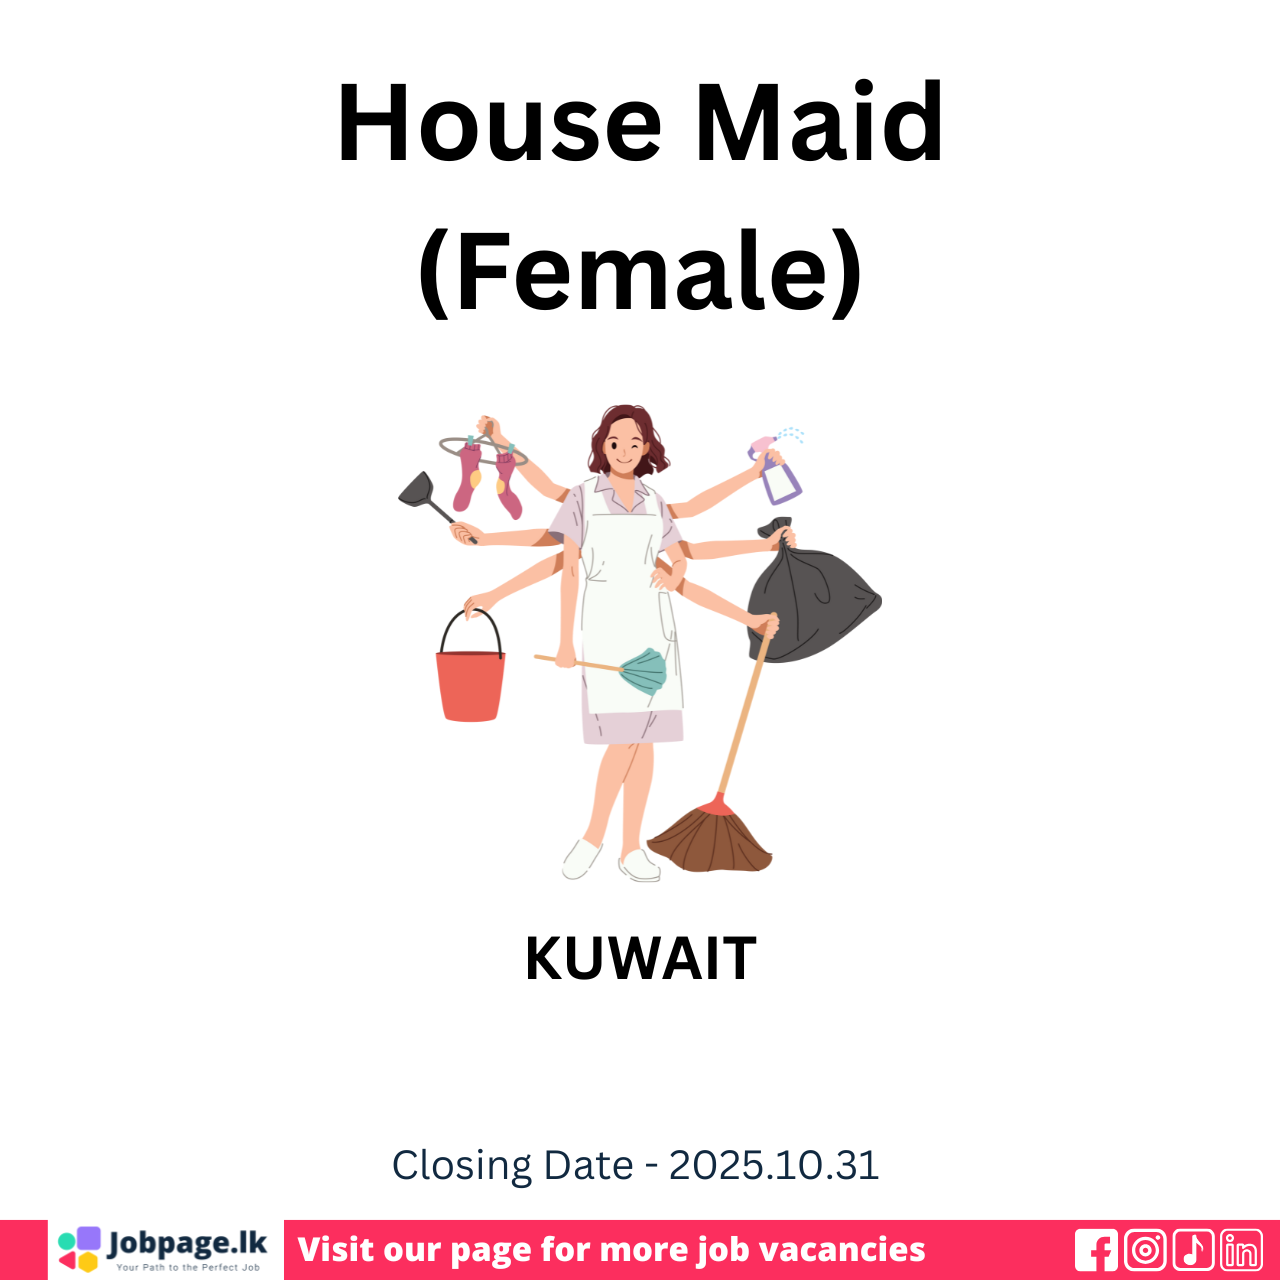 House Maid
(Female)
KUWAIT
Closing Date - 2025.10.31
Jobpage.lk
Your Path to the Perfect Job
Visit our page for more job vacancies
in